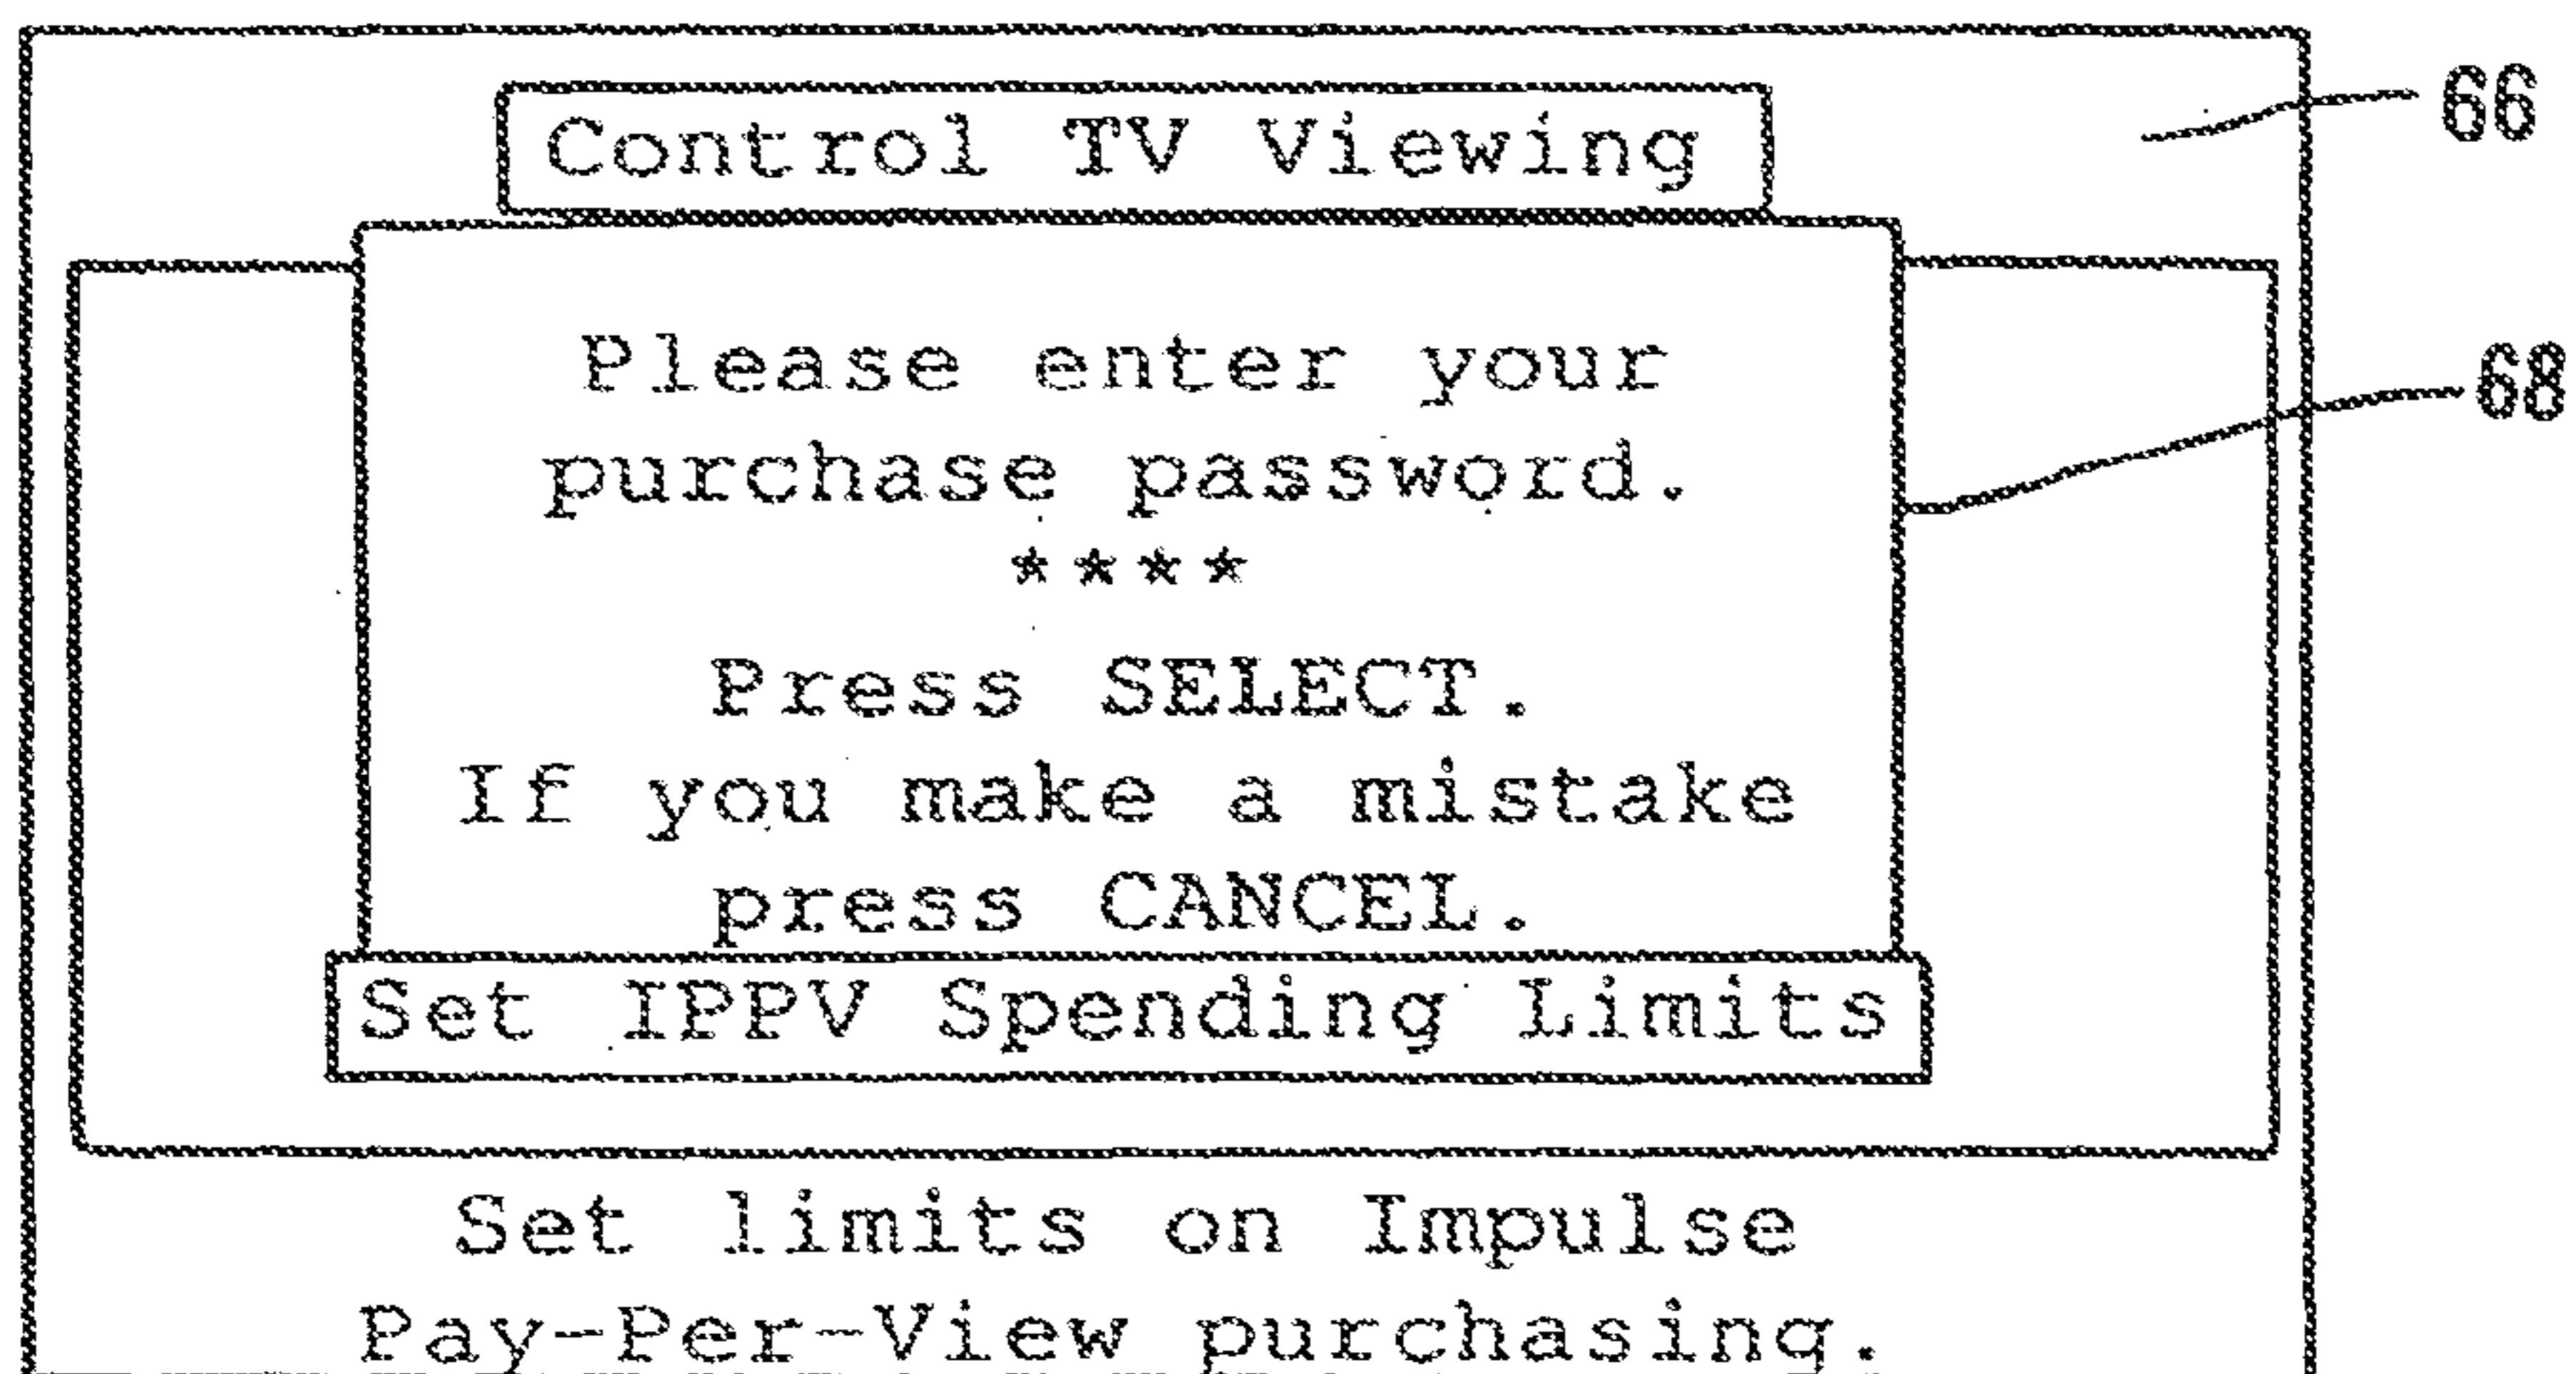 Control TV Viewing
66
Please enter your
purchase password.
68
****
Press SELECT.
If you make a mistake
press CANCEL.
Set IPPV Spending Limits
Set limits on Impulse
Pay-Per-View purchasing.